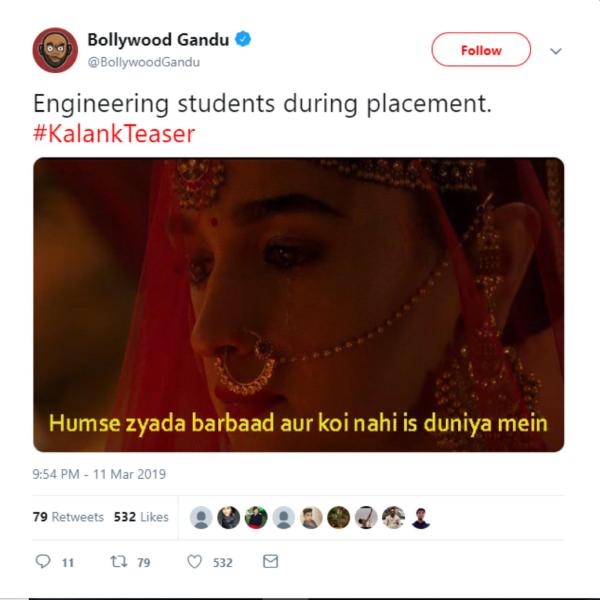 Bollywood Gandu
@BollywoodGandu
Follow
Engineering students during placement.
#KalankTeaser
Humse zyada barbaad aur koi nahi is duniya mein
9:54 PM - 11 Mar 2019
79 Retweets 532 Likes
11 79 532